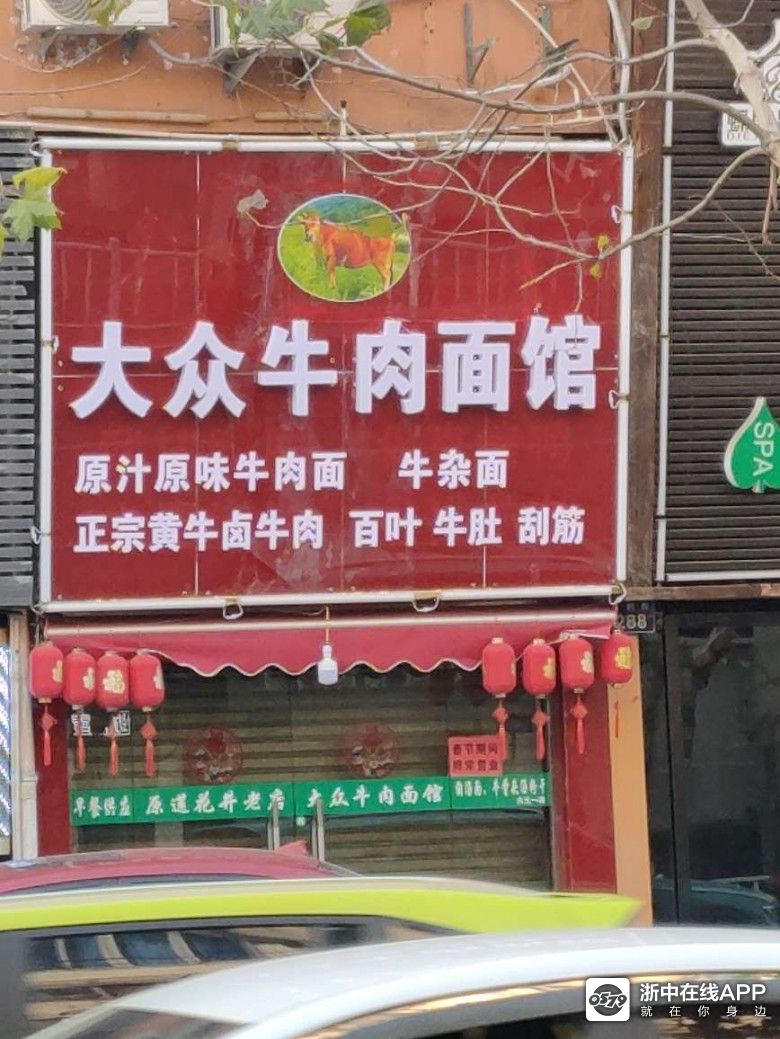 大众牛肉面馆
原汁原味牛肉面 牛杂面
正宗黄牛卤牛肉 百叶 牛肚 刮筋
SPA
288
春节期间
照常营业
早餐供应 原莲花井老店 大众牛肉面馆
0579 浙中在线APP
就在你身边